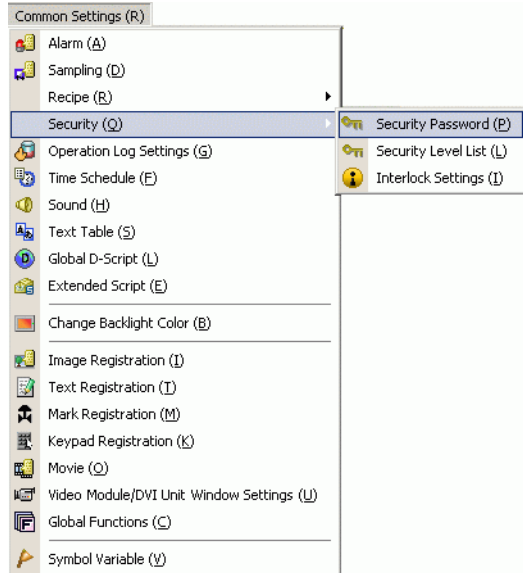 Common Settings (R)
Alarm (A)
Sampling (D)
Recipe (R)
Security (Q)
Security Password (P)
Security Level List (L)
Interlock Settings (I)
Operation Log Settings (G)
Time Schedule (F)
Sound (H)
Text Table (S)
Global D-Script (L)
Extended Script (E)
Change Backlight Color (B)
Image Registration (I)
Text Registration (T)
Mark Registration (M)
Keypad Registration (K)
Movie (O)
Video Module/DVI Unit Window Settings (U)
Global Functions (C)
Symbol Variable (V)